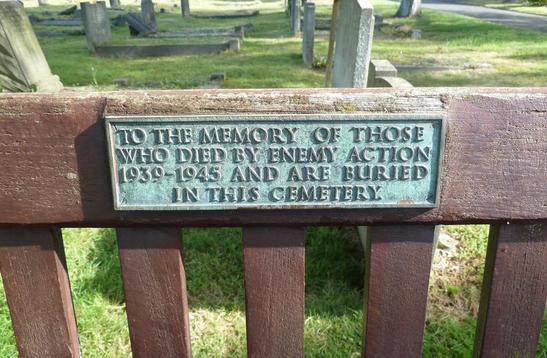 TO THE MEMORY OF THOSE
WHO DIED BY ENEMY ACTION
1939-1945 AND ARE BURIED
IN THIS CEMETERY.